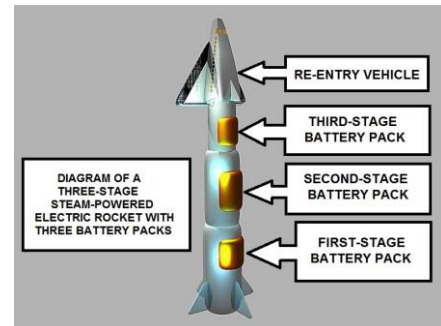 RE-ENTRY VEHICLE
THIRD-STAGE
BATTERY PACK
SECOND-STAGE
BATTERY PACK
DIAGRAM OF A
THREE-STAGE
STEAM-POWERED
ELECTRIC ROCKET WITH
THREE BATTERY PACKS
FIRST-STAGE
BATTERY PACK